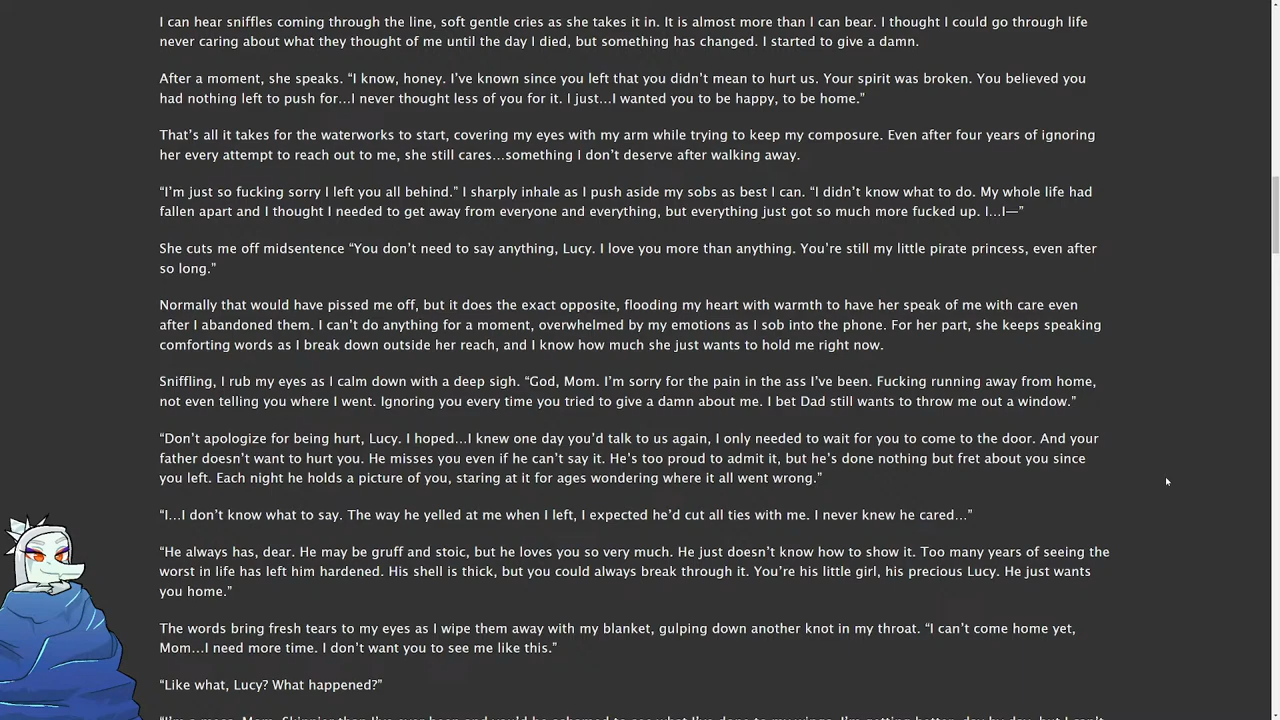 I can hear sniffles coming through the line, soft gentle cries as she takes it in. It is almost more than I can bear. I thought I could go through life
never caring about what they thought of me until the day I died, but something has changed. I started to give a damn.
After a moment, she speaks. “I know, honey. I’ve known since you left that you didn’t mean to hurt us. Your spirit was broken. You believed you
had nothing left to push for…I never thought less of you for it. I just…I wanted you to be happy, to be home.”
That’s all it takes for the waterworks to start, covering my eyes with my arm while trying to keep my composure. Even after four years of ignoring
her every attempt to reach out to me, she still cares…something I don’t deserve after walking away.
“I’m just so fucking sorry I left you all behind.” I sharply inhale as I push aside my sobs as best I can. “I didn’t know what to do. My whole life had
fallen apart and I thought I needed to get away from everyone and everything, but everything just got so much more fucked up. I…I—”
She cuts me off midsentence “You don’t need to say anything, Lucy. I love you more than anything. You’re still my little pirate princess, even after
so long.”
Normally that would have pissed me off, but it does the exact opposite, flooding my heart with warmth to have her speak of me with care even
after I abandoned them. I can’t do anything for a moment, overwhelmed by my emotions as I sob into the phone. For her part, she keeps speaking
comforting words as I break down outside her reach, and I know how much she just wants to hold me right now.
Sniffling, I rub my eyes as I calm down with a deep sigh. “God, Mom. I’m sorry for the pain in the ass I’ve been. Fucking running away from home,
not even telling you where I went. Ignoring you every time you tried to give a damn about me. I bet Dad still wants to throw me out a window.”
“Don’t apologize for being hurt, Lucy. I hoped…I knew one day you’d talk to us again, I only needed to wait for you to come to the door. And your
father doesn’t want to hurt you. He misses you even if he can’t say it. He’s too proud to admit it, but he’s done nothing but fret about you since
you left. Each night he holds a picture of you, staring at it for ages wondering where it all went wrong.”
“I…I don’t know what to say. The way he yelled at me when I left, I expected he’d cut all ties with me. I never knew he cared…”
“He always has, dear. He may be gruff and stoic, but he loves you so very much. He just doesn’t know how to show it. Too many years of seeing the
worst in life has left him hardened. His shell is thick, but you could always break through it. You’re his little girl, his precious Lucy. He just wants
you home.”
The words bring fresh tears to my eyes as I wipe them away with my blanket, gulping down another knot in my throat. “I can’t come home yet,
Mom…I need more time. I don’t want you to see me like this.”
“Like what, Lucy? What happened?”
“I’m a mess, Mom. Skinnier than I’ve ever been and you’d be ashamed to see what I’ve done to my wings. I’m getting better, day by day, but I can’t